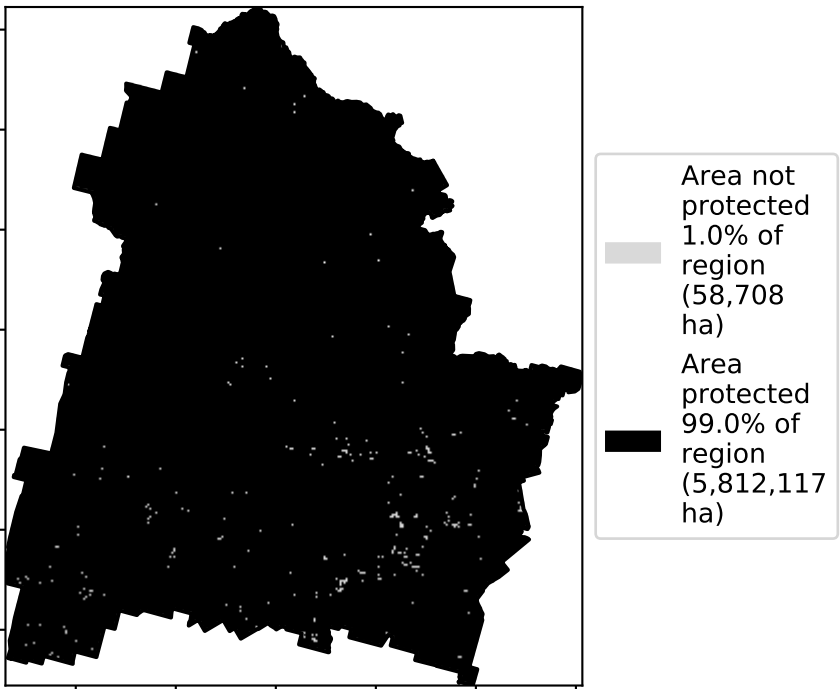 Area not
protected
1.0% of
region
(58,708
ha)
Area
protected
99.0% of
region
(5,812,117
ha)